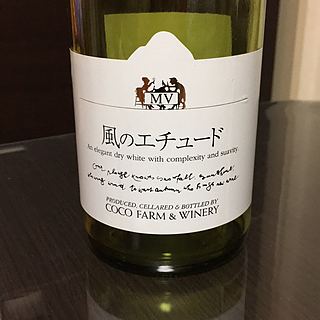 MV
風のエチュード
An elegant dry white with complexity and suavity.
PRODUCED, CELLARED & BOTTLED BY
COCO FARM & WINERY